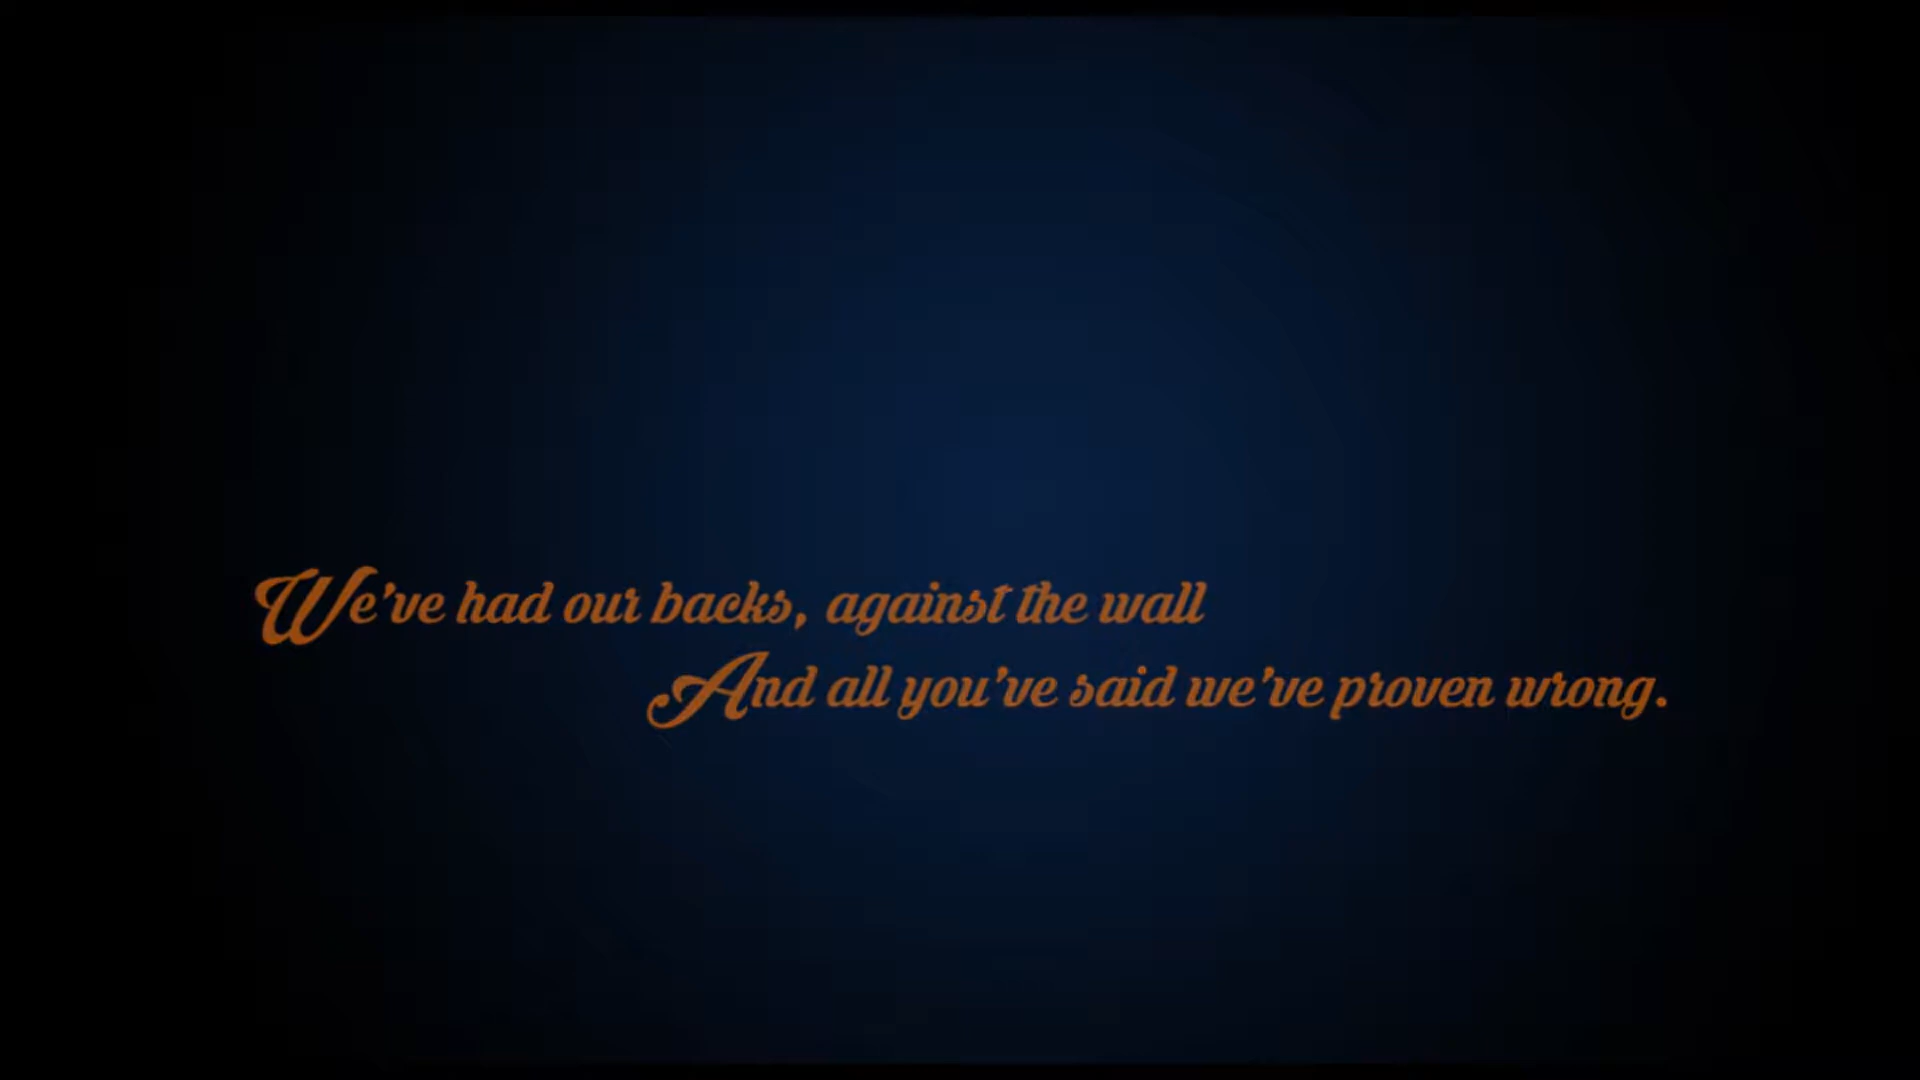 We've had our backs, against the wall
And all you've said we've proven wrong.